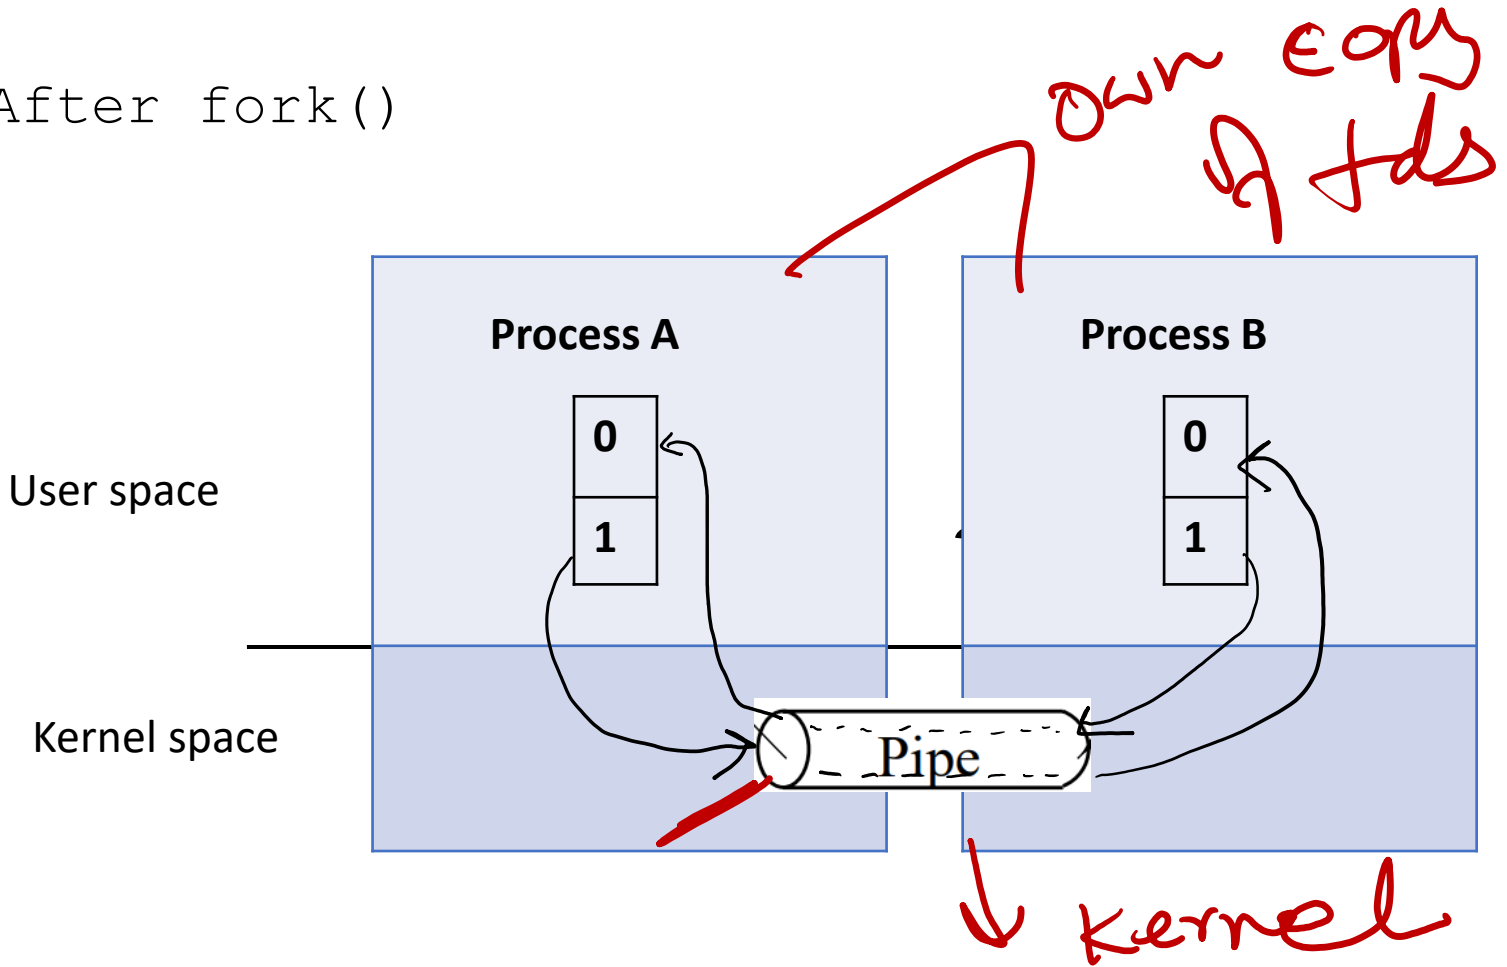 After fork()
own copy
of fds
Process A
Process B
0
0
User space
1
1
Kernel space
Pipe
Kernel